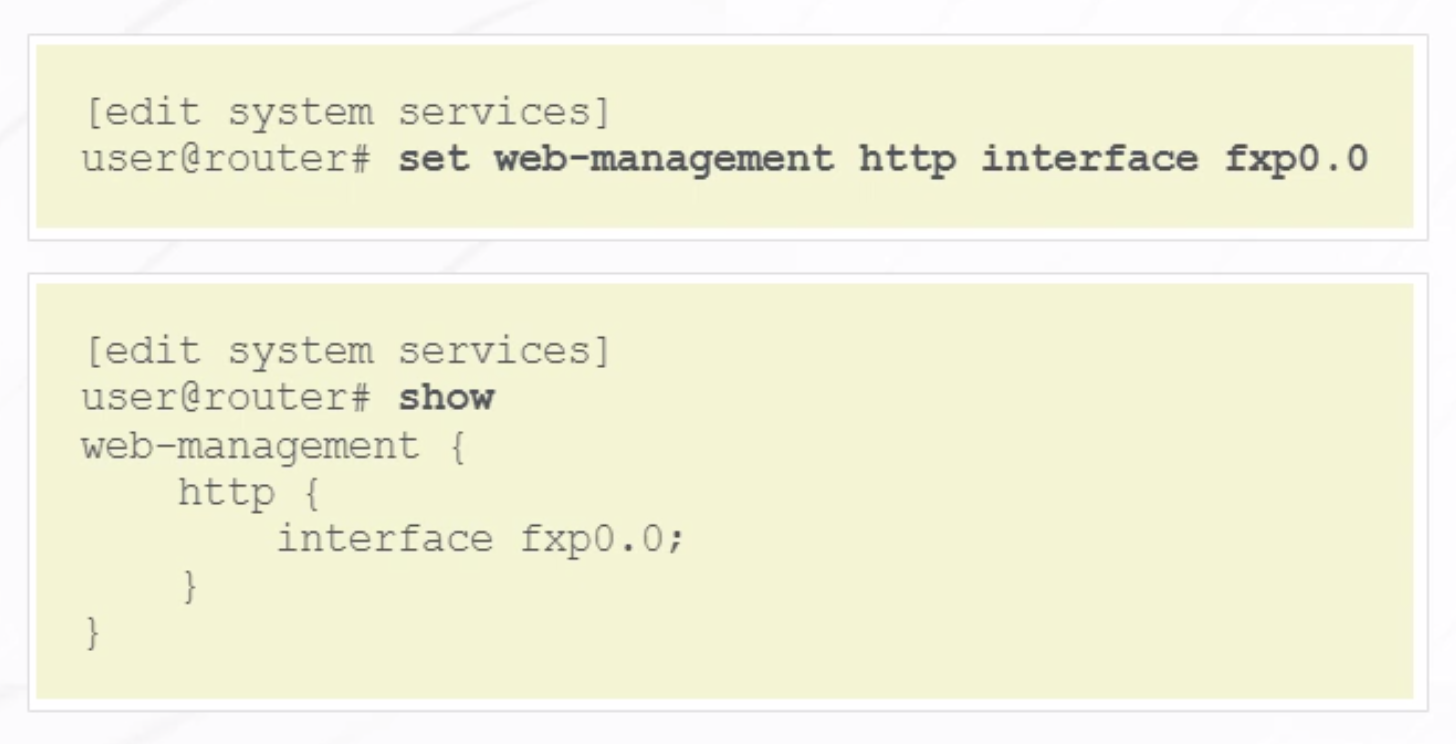 [edit system services]
user@router# set web-management http interface fxp0.0
[edit system services]
user@router# show
web-management {
    http {
        interface fxp0.0;
    }
}